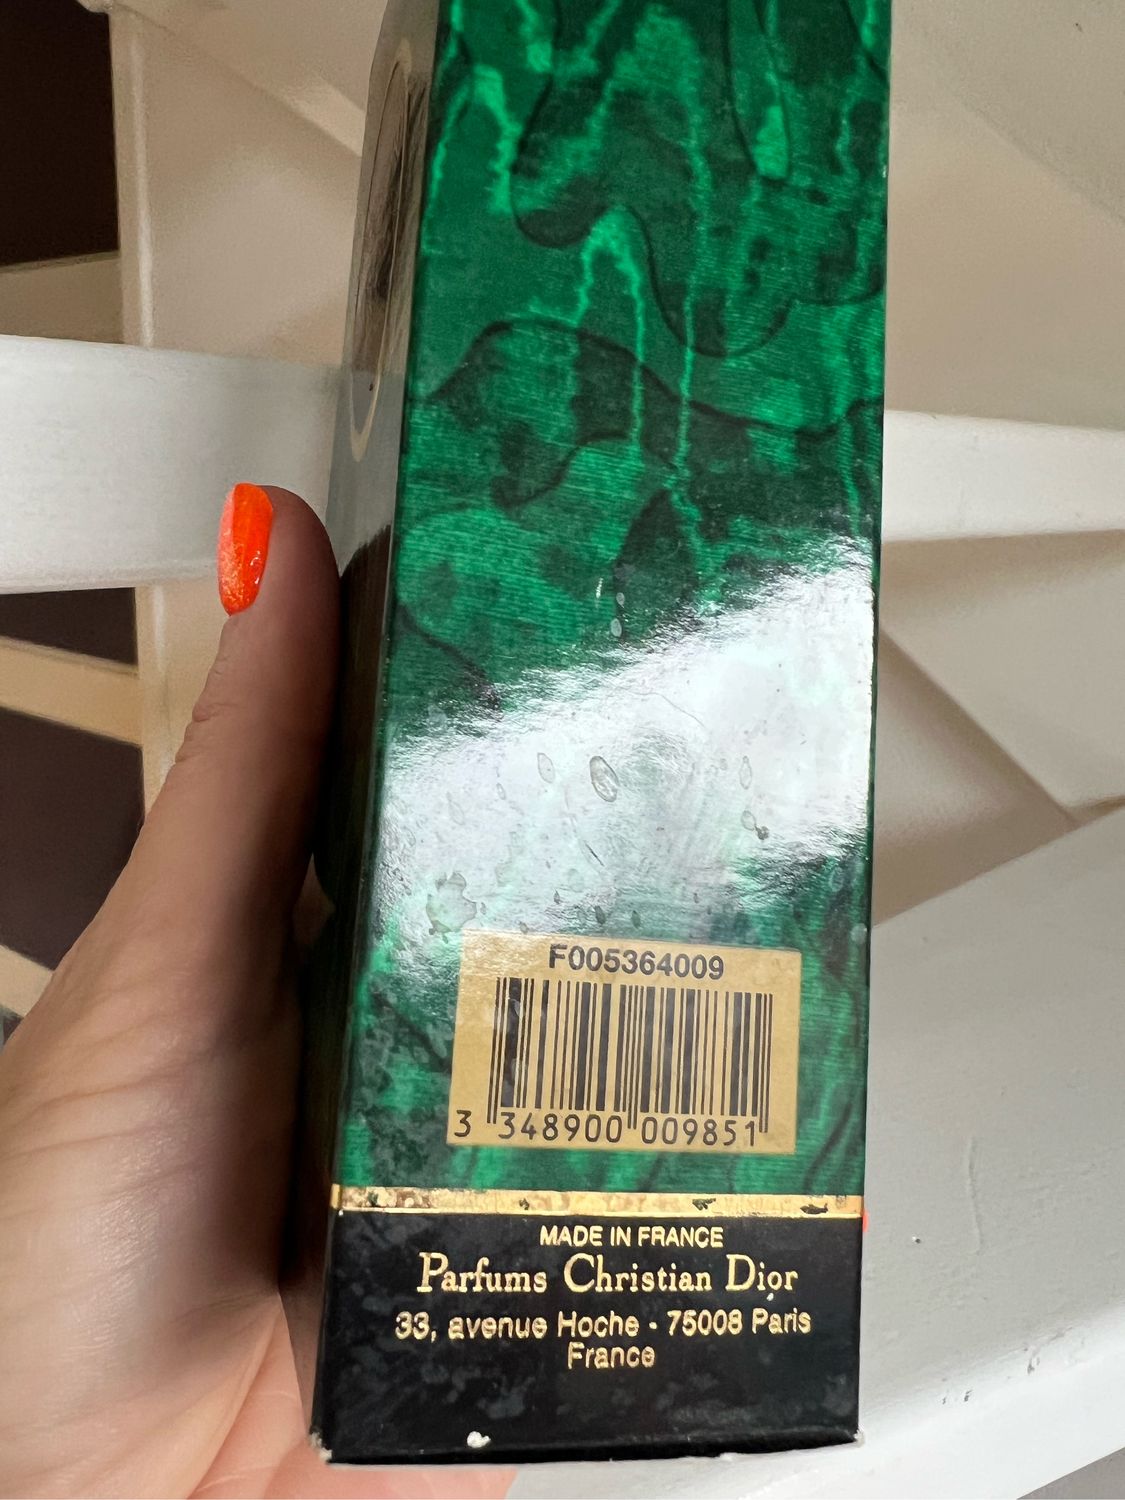 F005364009
3 348900 009851
MADE IN FRANCE
Parfums Christian Dior
33, avenue Hoche - 75008 Paris
France